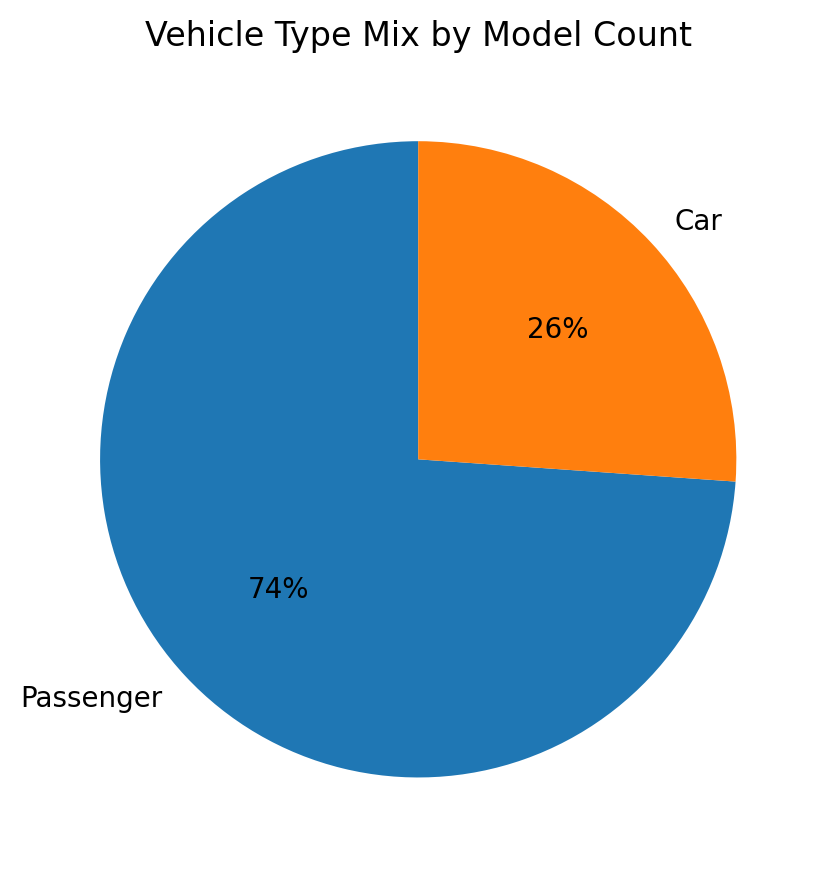 Vehicle Type Mix by Model Count
Car
26%
74%
Passenger